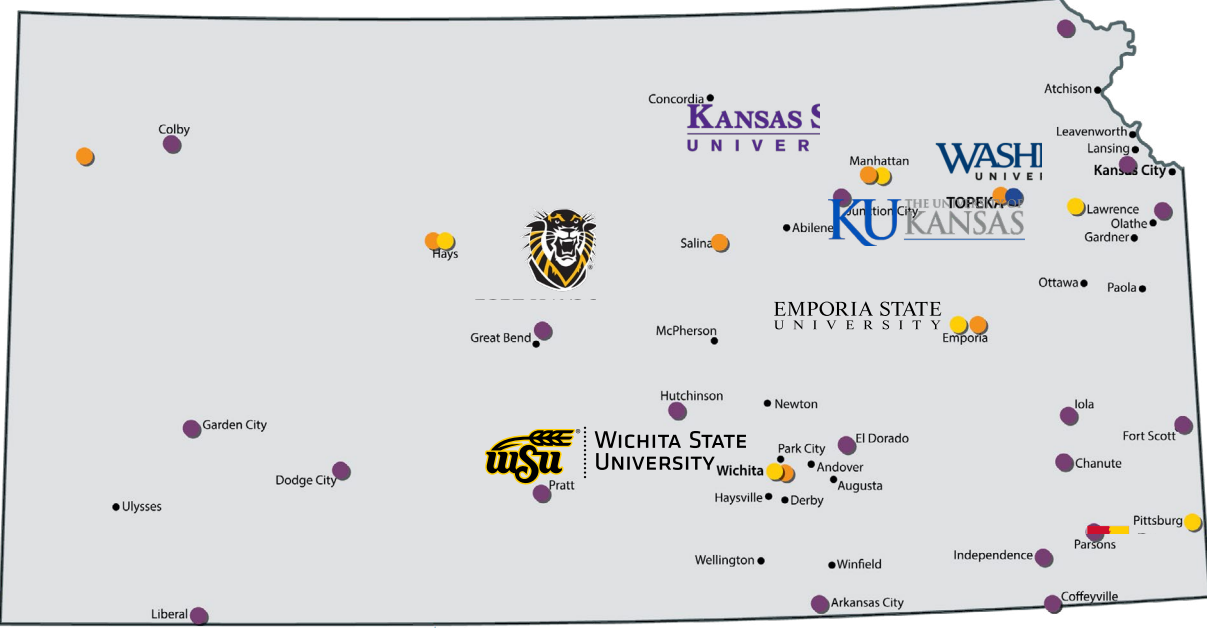 Concordia
KANSAS S
UNIVER
Atchison
Leavenworth
Lansing
Kansas City
Colby
Manhattan
WASHI
UNIVE
TOPEKA
Junction City
KU
KANSAS
Lawrence
Olathe
Gardner
Abilene
Salina
Hays
®
Ottawa
Paola
EMPORIA STATE
UNIVERSITY
Emporia
Great Bend
McPherson
Hutchinson
Newton
Iola
Fort Scott
Garden City
Dodge City
Ulysses
wsu
®
WICHITA STATE
UNIVERSITY
Pratt
Park City
El Dorado
Wichita
Andover
Augusta
Haysville
Derby
Chanute
Pittsburg
Parsons
Independence
Wellington
Winfield
Arkansas City
Coffeyville
Liberal